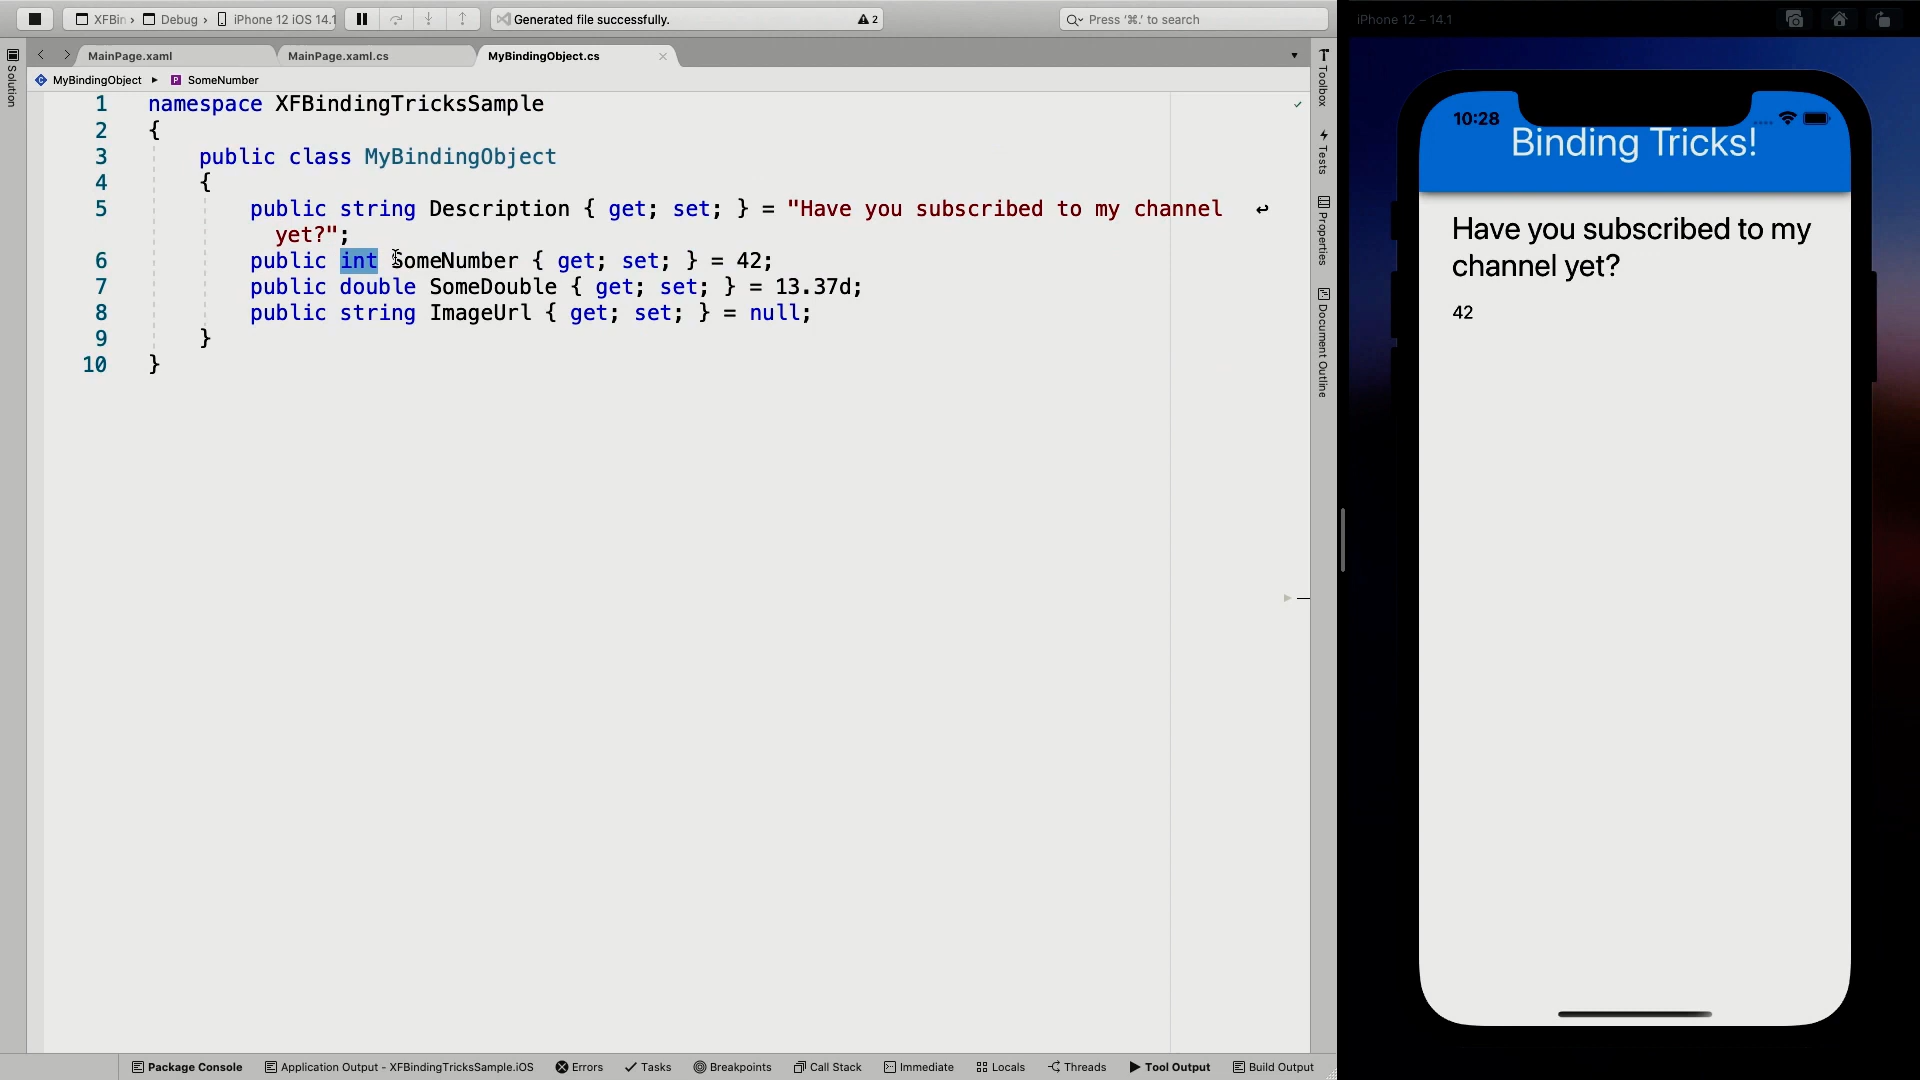 XFBin › Debug › iPhone 12 iOS 14.1
Generated file successfully.
2
Press '⌘.' to search
iPhone 12 – 14.1
Solution
MainPage.xaml
MainPage.xaml.cs
MyBindingObject.cs
MyBindingObject ▸ SomeNumber
1 namespace XFBindingTricksSample
2 {
3 public class MyBindingObject
4 {
5 public string Description { get; set; } = "Have you subscribed to my channel
yet?";
6 public int SomeNumber { get; set; } = 42;
7 public double SomeDouble { get; set; } = 13.37d;
8 public string ImageUrl { get; set; } = null;
9 }
10 }
Toolbox
Tests
Properties
Document Outline
10:28
Binding Tricks!
Have you subscribed to my
channel yet?
42
Package Console
Application Output - XFBindingTricksSample.iOS
Errors
Tasks
Breakpoints
Call Stack
Immediate
Locals
Threads
Tool Output
Build Output